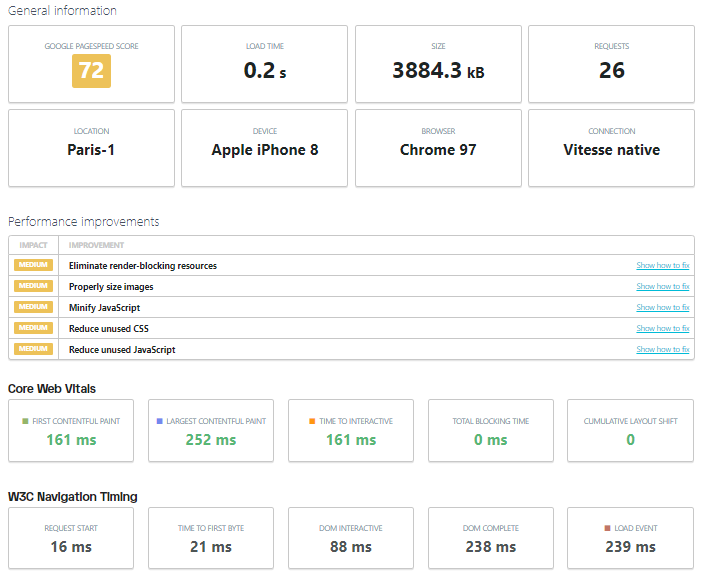 General information
GOOGLE PAGESPEED SCORE
72
LOAD TIME
0.2 s
SIZE
3884.3 kB
REQUESTS
26
LOCATION
Paris-1
DEVICE
Apple iPhone 8
BROWSER
Chrome 97
CONNECTION
Vitesse native
Performance improvements
IMPACT IMPROVEMENT
MEDIUM Eliminate render-blocking resources Show how to fix
MEDIUM Properly size images Show how to fix
MEDIUM Minify JavaScript Show how to fix
MEDIUM Reduce unused CSS Show how to fix
MEDIUM Reduce unused JavaScript Show how to fix
Core Web Vitals
FIRST CONTENTFUL PAINT
161 ms
LARGEST CONTENTFUL PAINT
252 ms
TIME TO INTERACTIVE
161 ms
TOTAL BLOCKING TIME
0 ms
CUMULATIVE LAYOUT SHIFT
0
W3C Navigation Timing
REQUEST START
16 ms
TIME TO FIRST BYTE
21 ms
DOM INTERACTIVE
88 ms
DOM COMPLETE
238 ms
LOAD EVENT
239 ms